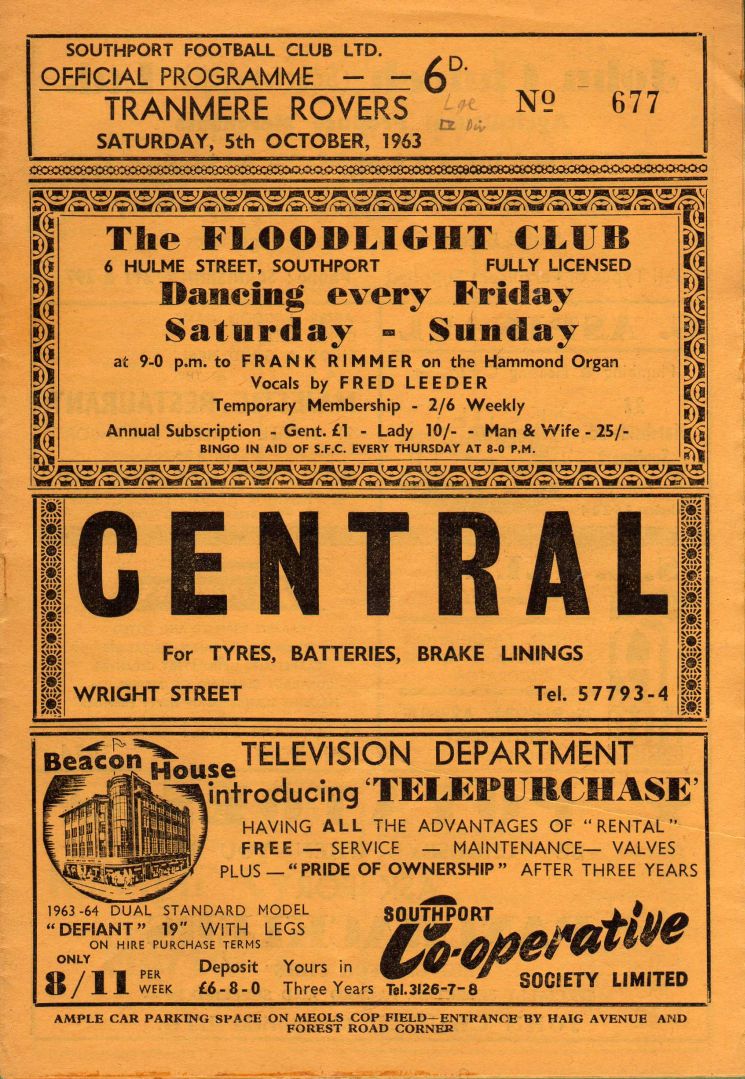 SOUTHPORT FOOTBALL CLUB LTD.
OFFICIAL PROGRAMME — — 6D.
TRANMERE ROVERS
SATURDAY, 5th OCTOBER, 1963
Lge
IV Div
No 677
The FLOODLIGHT CLUB
6 HULME STREET, SOUTHPORT FULLY LICENSED
Dancing every Friday
Saturday - Sunday
at 9-0 p.m. to FRANK RIMMER on the Hammond Organ
Vocals by FRED LEEDER
Temporary Membership - 2/6 Weekly
Annual Subscription - Gent. £1 - Lady 10/- - Man & Wife - 25/-
BINGO IN AID OF S.F.C. EVERY THURSDAY AT 8-0 P.M.
CENTRAL
For TYRES, BATTERIES, BRAKE LININGS
WRIGHT STREET Tel. 57793-4
Beacon House
TELEVISION DEPARTMENT
introducing 'TELEPURCHASE'
HAVING ALL THE ADVANTAGES OF "RENTAL"
FREE — SERVICE — MAINTENANCE — VALVES
PLUS — "PRIDE OF OWNERSHIP" AFTER THREE YEARS
1963-64 DUAL STANDARD MODEL
"DEFIANT" 19" WITH LEGS
ON HIRE PURCHASE TERMS
ONLY
8/11 PER WEEK
Deposit £6-8-0
Yours in Three Years
SOUTHPORT
Co-operative
SOCIETY LIMITED
Tel. 3126-7-8
AMPLE CAR PARKING SPACE ON MEOLS COP FIELD—ENTRANCE BY HAIG AVENUE AND
FOREST ROAD CORNER